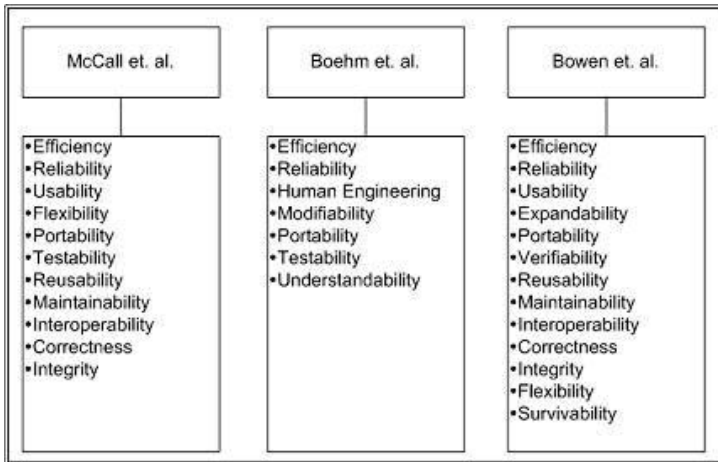 McCall et. al.
•Efficiency
•Reliability
•Usability
•Flexibility
•Portability
•Testability
•Reusability
•Maintainability
•Interoperability
•Correctness
•Integrity
Boehm et. al.
•Efficiency
•Reliability
•Human Engineering
•Modifiability
•Portability
•Testability
•Understandability
Bowen et. al.
•Efficiency
•Reliability
•Usability
•Expandability
•Portability
•Verifiability
•Reusability
•Maintainability
•Interoperability
•Correctness
•Integrity
•Flexibility
•Survivability